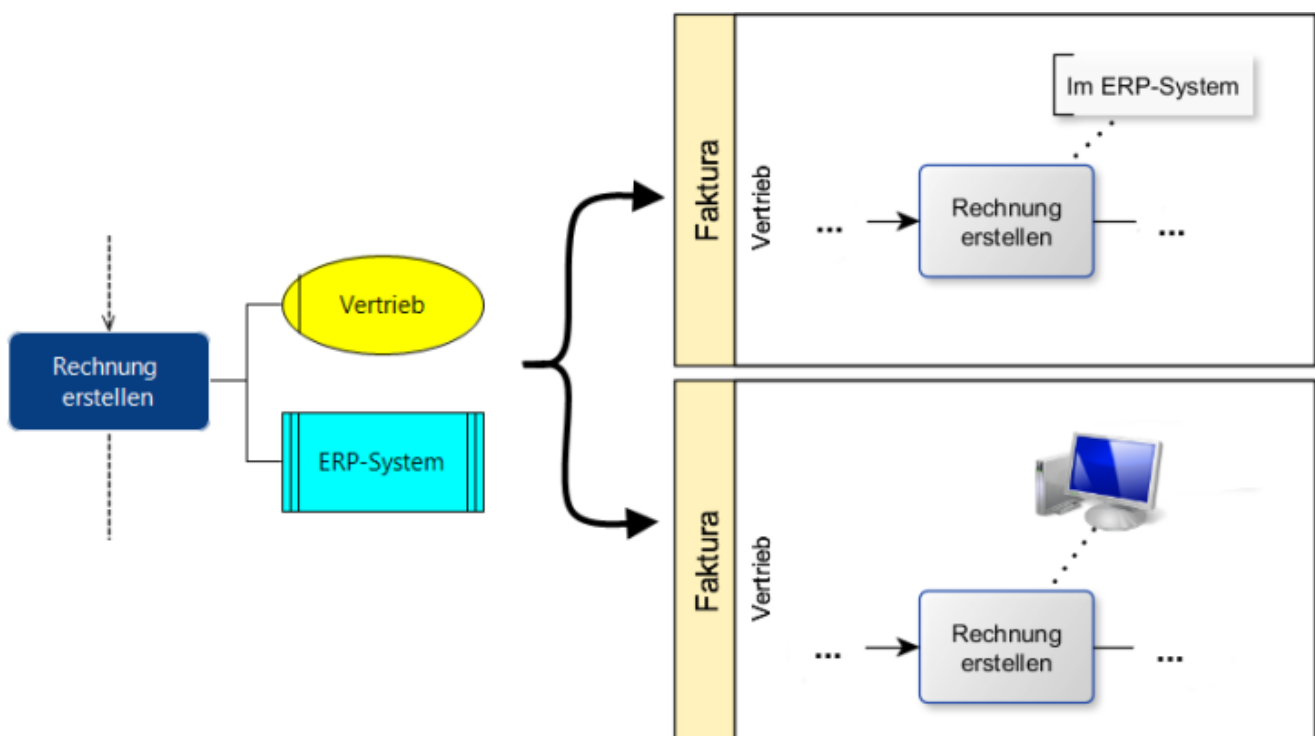 Rechnung
erstellen
Vertrieb
ERP-System
Faktura
Vertrieb
Im ERP-System
...
Rechnung
erstellen
...
Faktura
Vertrieb
...
Rechnung
erstellen
...